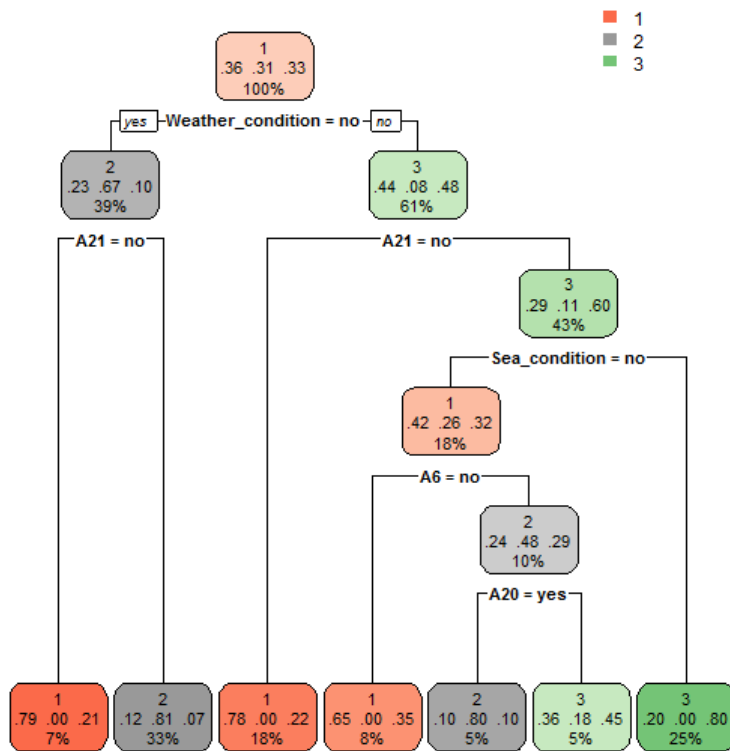 1
2
3
1
.36 .31 .33
100%
yes Weather_condition = no no
2
.23 .67 .10
39%
3
.44 .08 .48
61%
A21 = no
A21 = no
3
.29 .11 .60
43%
Sea_condition = no
1
.42 .26 .32
18%
A6 = no
2
.24 .48 .29
10%
A20 = yes
1
.79 .00 .21
7%
2
.12 .81 .07
33%
1
.78 .00 .22
18%
1
.65 .00 .35
8%
2
.10 .80 .10
5%
3
.36 .18 .45
5%
3
.20 .00 .80
25%